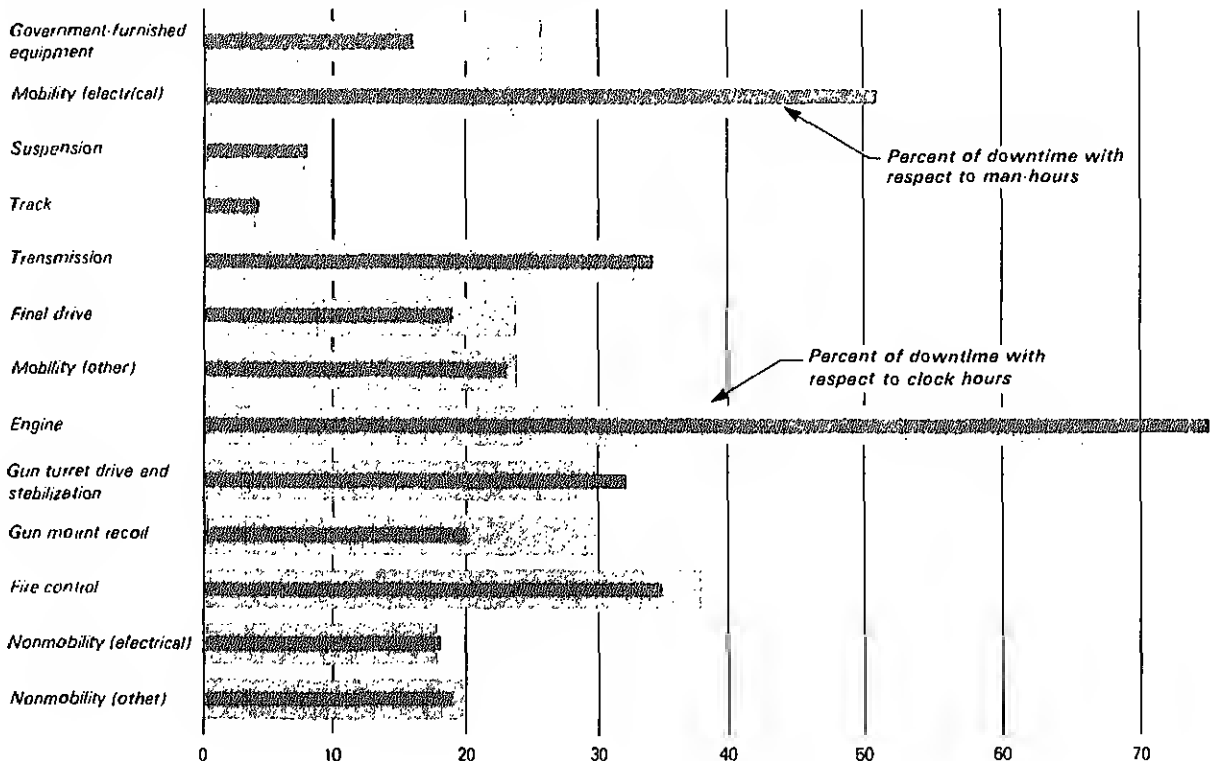 Government-furnished
equipment
Mobility (electrical)
Suspension
Track
Transmission
Final drive
Mobility (other)
Engine
Gun turret drive and
stabilization
Gun mount recoil
Fire control
Nonmobility (electrical)
Nonmobility (other)
Percent of downtime with
respect to man-hours
Percent of downtime with
respect to clock hours
0 10 20 30 40 50 60 70